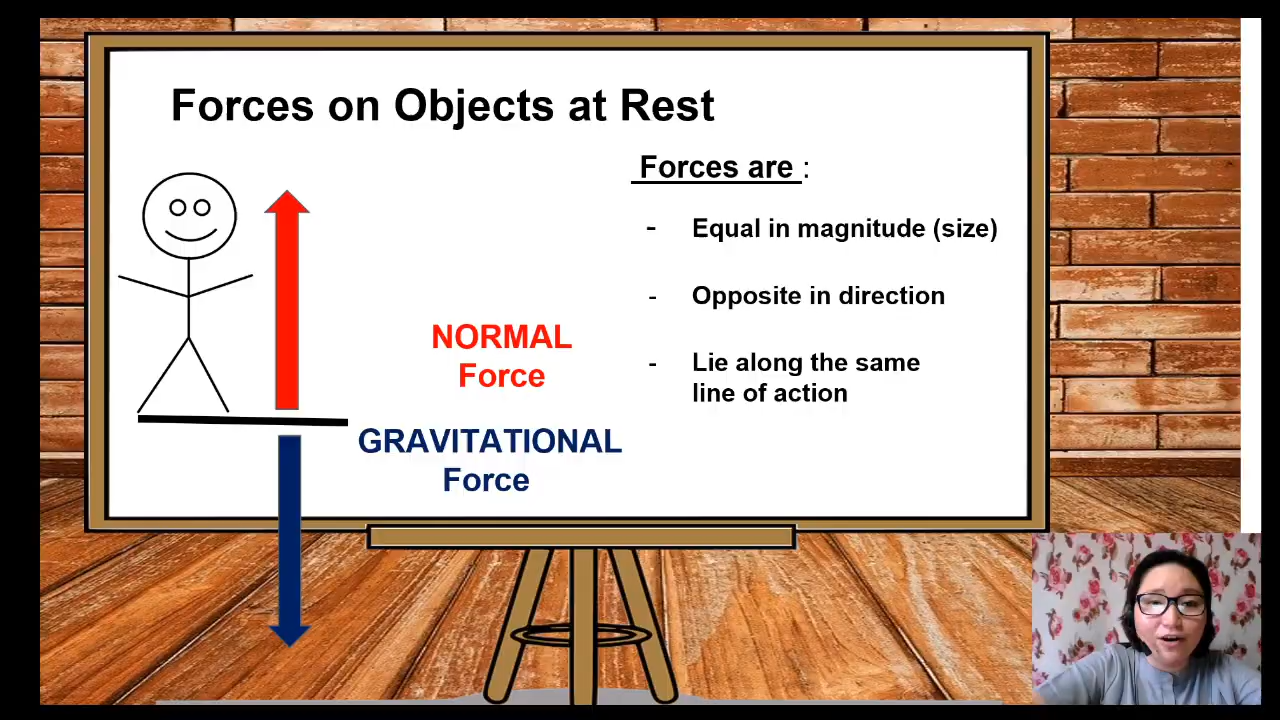 Forces on Objects at Rest
NORMAL
Force
GRAVITATIONAL
Force
Forces are :
- Equal in magnitude (size)
- Opposite in direction
- Lie along the same
line of action